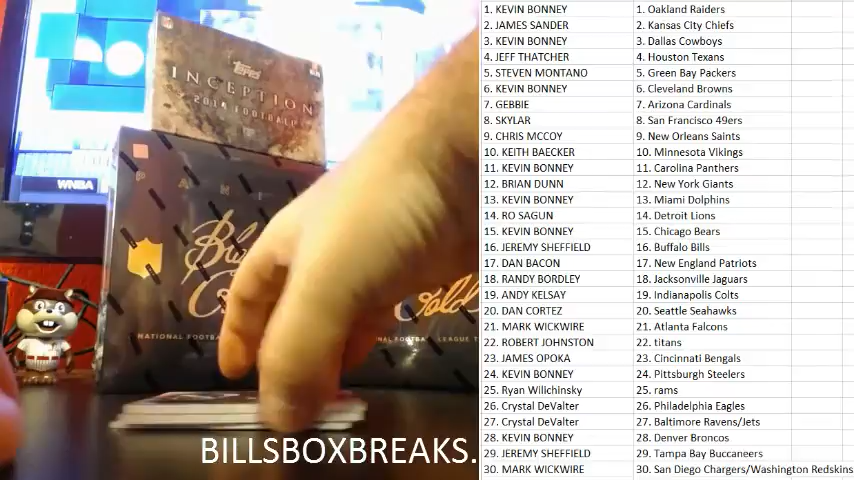 topps
INCEPTION
2014 FOOTBALL
WNBA
PANI
NATIONAL FOOTB
LEAGUE
BILLSBOXBREAKS.
1. KEVIN BONNEY 1. Oakland Raiders
2. JAMES SANDER 2. Kansas City Chiefs
3. KEVIN BONNEY 3. Dallas Cowboys
4. JEFF THATCHER 4. Houston Texans
5. STEVEN MONTANO 5. Green Bay Packers
6. KEVIN BONNEY 6. Cleveland Browns
7. GEBBIE 7. Arizona Cardinals
8. SKYLAR 8. San Francisco 49ers
9. CHRIS MCCOY 9. New Orleans Saints
10. KEITH BAECKER 10. Minnesota Vikings
11. KEVIN BONNEY 11. Carolina Panthers
12. BRIAN DUNN 12. New York Giants
13. KEVIN BONNEY 13. Miami Dolphins
14. RO SAGUN 14. Detroit Lions
15. KEVIN BONNEY 15. Chicago Bears
16. JEREMY SHEFFIELD 16. Buffalo Bills
17. DAN BACON 17. New England Patriots
18. RANDY BORDLEY 18. Jacksonville Jaguars
19. ANDY KELSAY 19. Indianapolis Colts
20. DAN CORTEZ 20. Seattle Seahawks
21. MARK WICKWIRE 21. Atlanta Falcons
22. ROBERT JOHNSTON 22. titans
23. JAMES OPOKA 23. Cincinnati Bengals
24. KEVIN BONNEY 24. Pittsburgh Steelers
25. Ryan Wilichinsky 25. rams
26. Crystal DeValter 26. Philadelphia Eagles
27. Crystal DeValter 27. Baltimore Ravens/Jets
28. KEVIN BONNEY 28. Denver Broncos
29. JEREMY SHEFFIELD 29. Tampa Bay Buccaneers
30. MARK WICKWIRE 30. San Diego Chargers/Washington Redskins